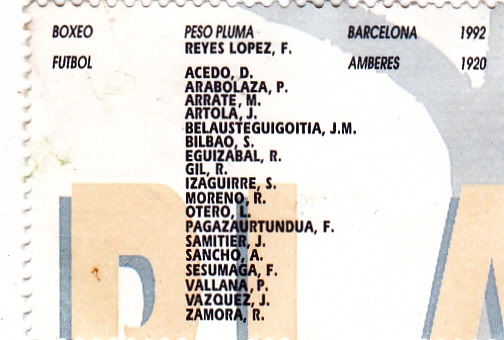 BOXEO PESO PLUMA BARCELONA 1992
REYES LOPEZ, F.
FUTBOL AMBERES 1920
ACEDO, D.
ARABOLAZA, P.
ARRATE, M.
ARTOLA, J.
BELAUSTEGUIGOITIA, J.M.
BILBAO, S.
EGUIZABAL, R.
GIL, R.
IZAGUIRRE, S.
MORENO, R.
OTERO, L.
PAGAZAURTUNDUA, F.
SAMITIER, J.
SANCHO, A.
SESUMAGA, F.
VALLANA, P.
VAZQUEZ, J.
ZAMORA, R.